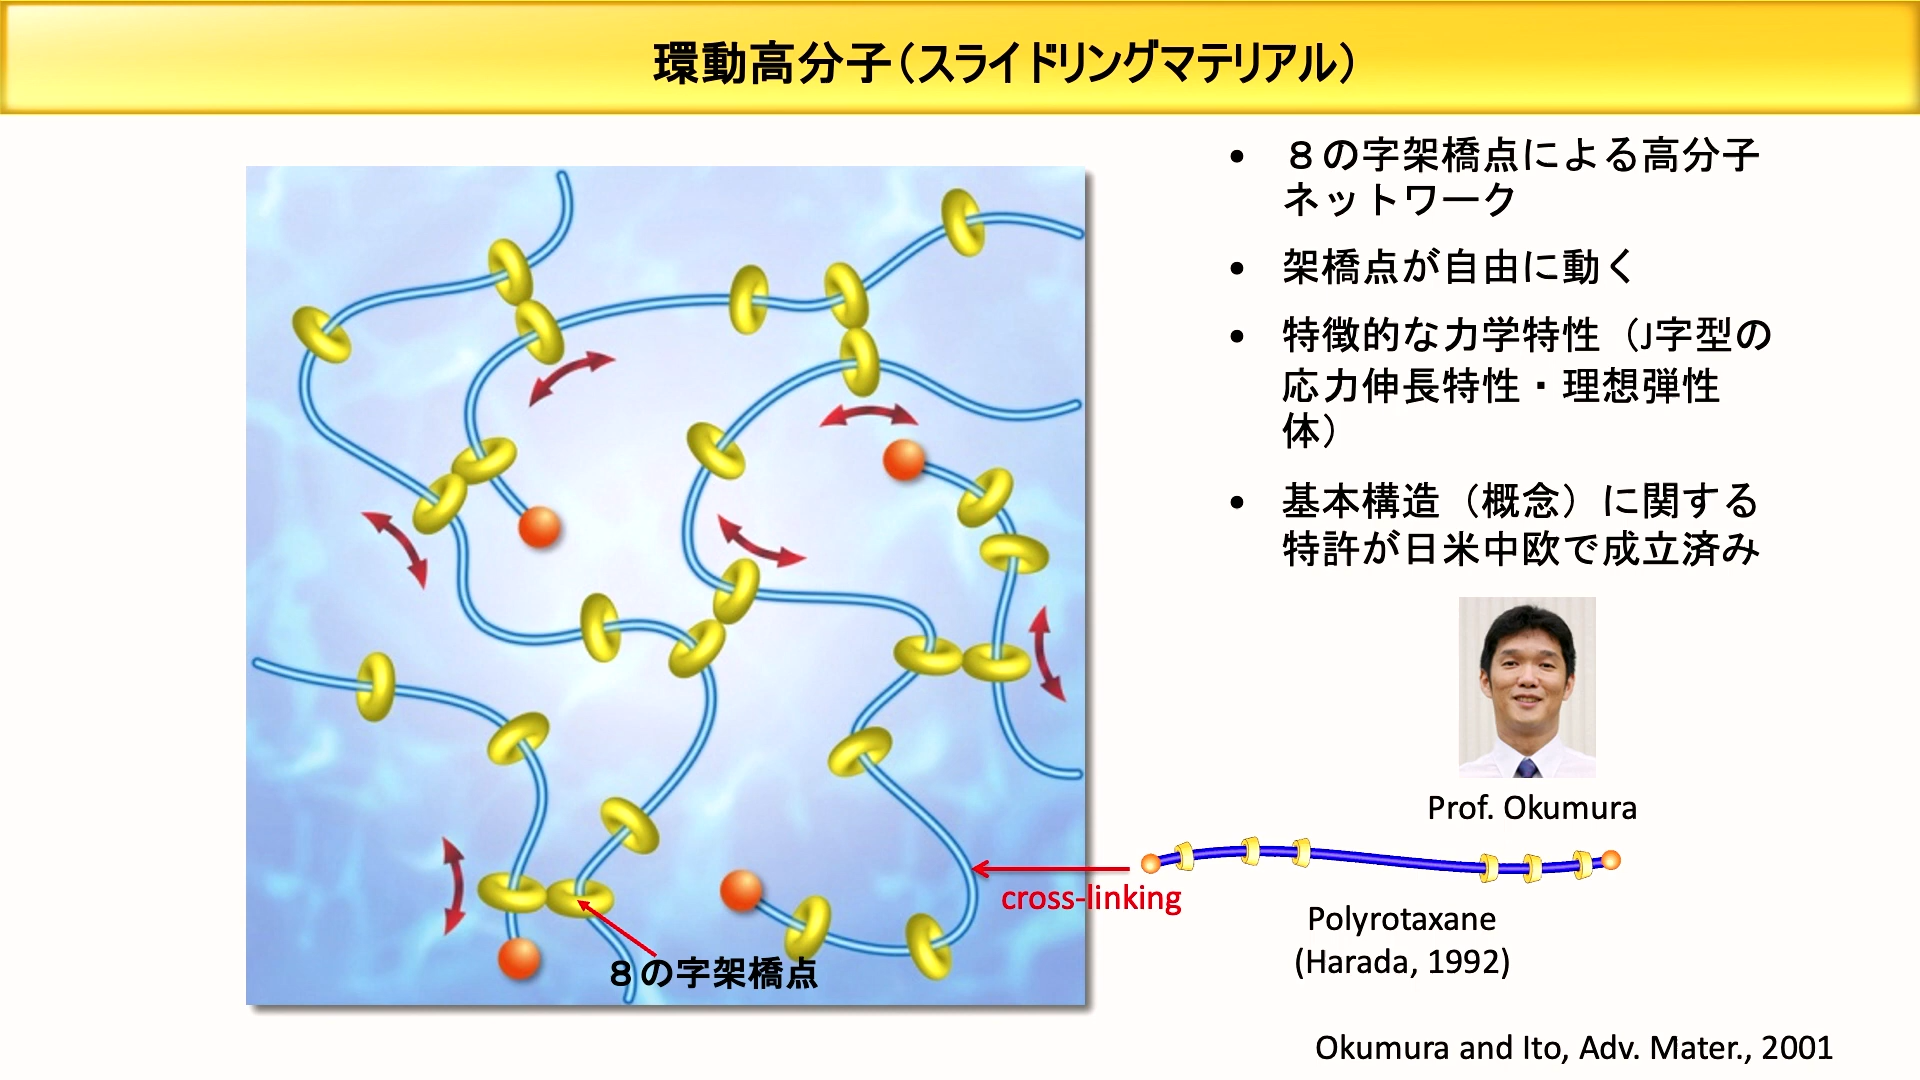 環動高分子（スライドリングマテリアル）
• ８の字架橋点による高分子
ネットワーク
• 架橋点が自由に動く
• 特徴的な力学特性（J字型の
応力伸長特性・理想弾性
体）
• 基本構造（概念）に関する
特許が日米中欧で成立済み
Prof. Okumura
cross-linking
Polyrotaxane
(Harada, 1992)
８の字架橋点
Okumura and Ito, Adv. Mater., 2001